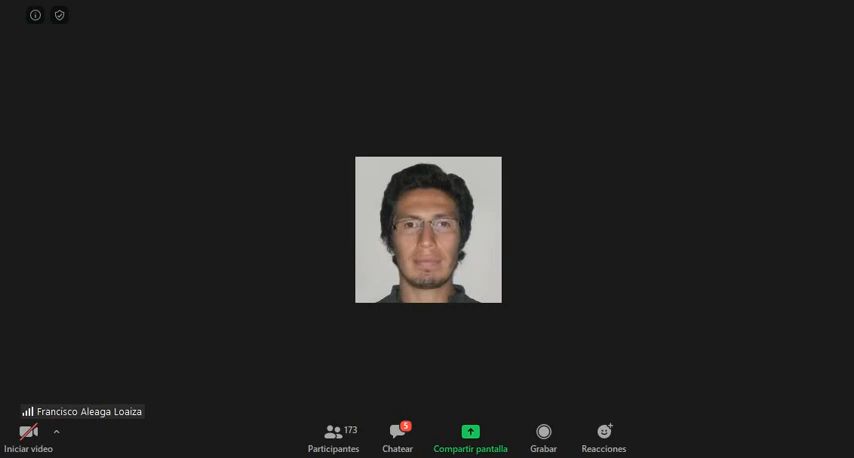 Francisco Aleaga Loaiza
173
5
Iniciar video
Participantes
Chatear
Compartir pantalla
Grabar
Reacciones